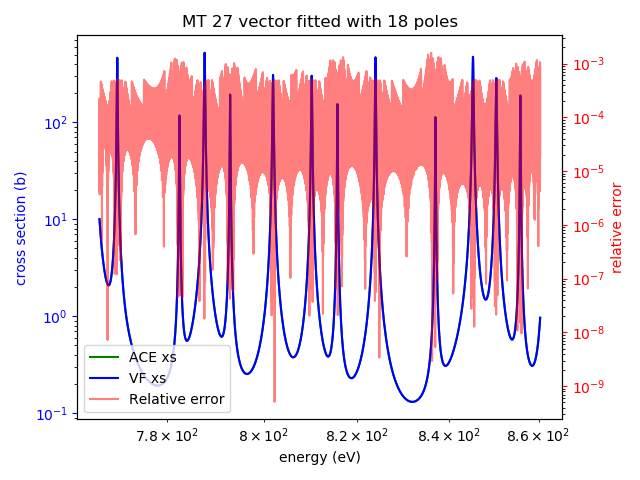 MT 27 vector fitted with 18 poles
10²
10¹
10⁰
10⁻¹
cross section (b)
10⁻³
10⁻⁴
10⁻⁵
10⁻⁶
10⁻⁷
10⁻⁸
10⁻⁹
relative error
ACE xs
VF xs
Relative error
7.8 × 10² 8 × 10² 8.2 × 10² 8.4 × 10² 8.6 × 10²
energy (eV)